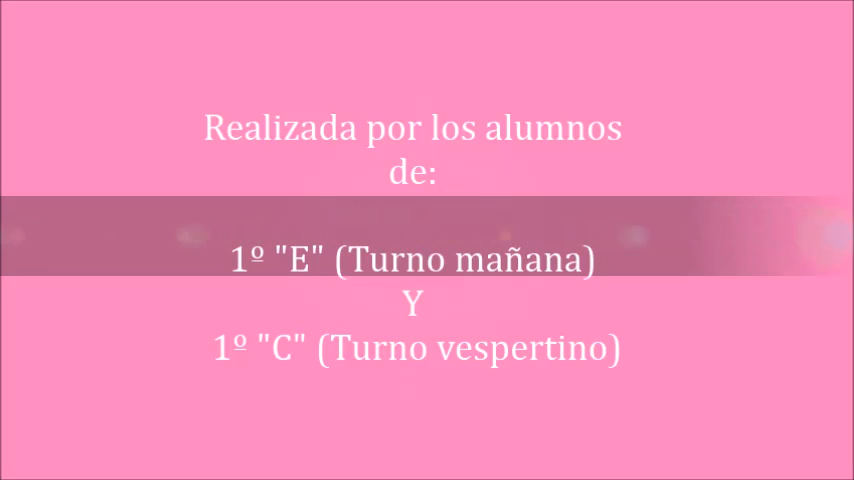 Realizada por los alumnos
de:
1º "E" (Turno mañana)
Y
1º "C" (Turno vespertino)